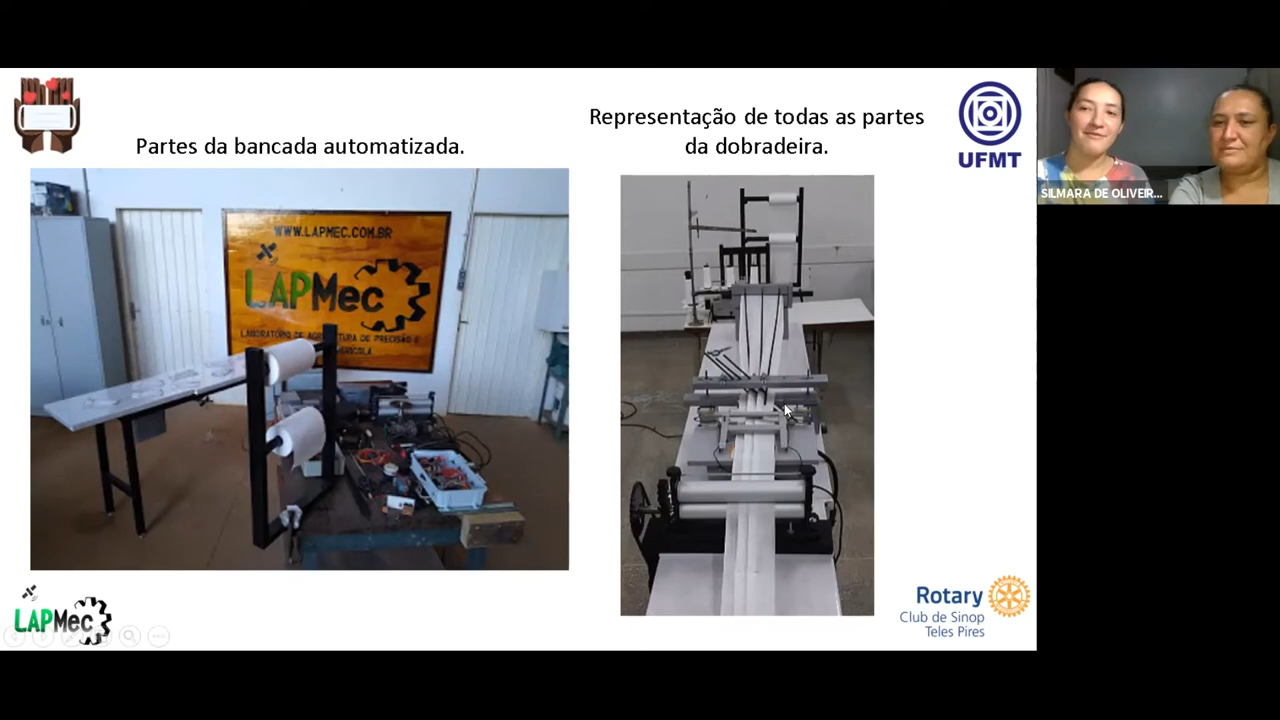 Partes da bancada automatizada.
Representação de todas as partes
da dobradeira.
UFMT
SILMARA DE OLIVEIR...
WWW.LAPMEC.COM.BR
LAPMec
LABORATÓRIO DE AGRICULTURA DE PRECISÃO E
LAPMec
Rotary
Club de Sinop
Teles Pires